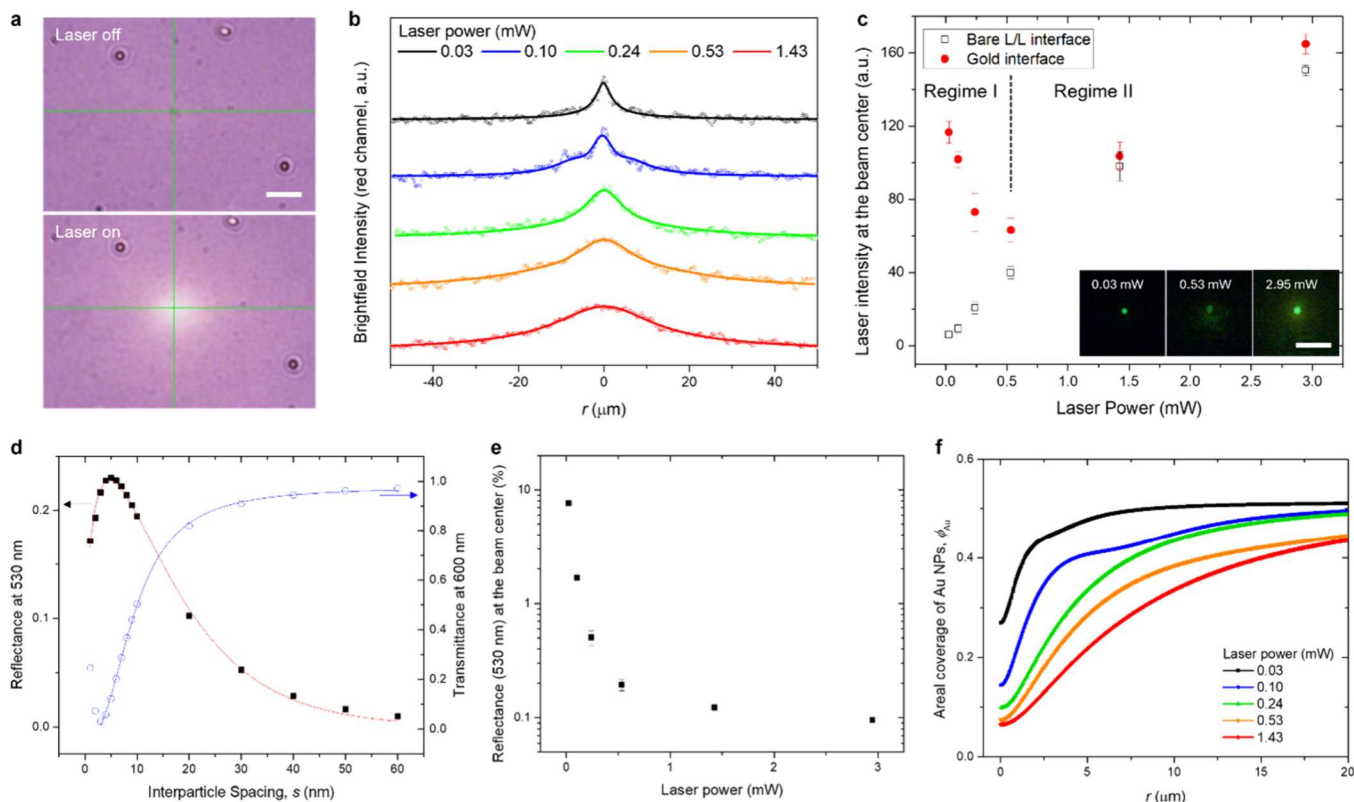 a
Laser off
Laser on
b
Laser power (mW)
0.03 0.10 0.24 0.53 1.43
Brightfield Intensity (red channel, a.u.)
-40 -20 0 20 40
r (μm)
c
Laser intensity at the beam center (a.u.)
160
120
80
40
0
Bare L/L interface
Gold interface
Regime I Regime II
0.03 mW 0.53 mW 2.95 mW
0.0 0.5 1.0 1.5 2.0 2.5 3.0
Laser Power (mW)
d
Reflectance at 530 nm
0.2
0.1
0.0
1.0
0.8
0.6
0.4
0.2
0.0
Transmittance at 600 nm
0 10 20 30 40 50 60
Interparticle Spacing, s (nm)
e
Reflectance (530 nm) at the beam center (%)
10
1
0.1
0 1 2 3
Laser power (mW)
f
Areal coverage of Au NPs, ϕAu
0.6
0.4
0.2
0.0
Laser power (mW)
0.03
0.10
0.24
0.53
1.43
0 5 10 15 20
r (μm)